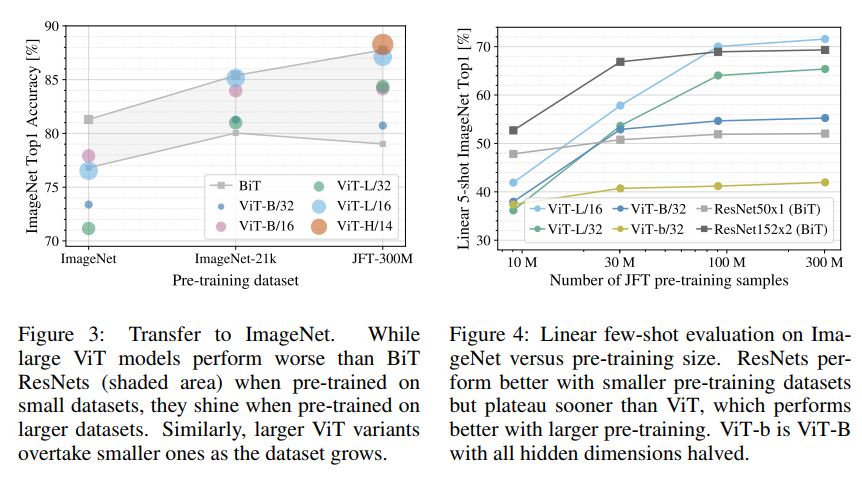 90
85
80
75
70
ImageNet Top1 Accuracy [%]
BiT
ViT-B/32
ViT-B/16
ViT-L/32
ViT-L/16
ViT-H/14
ImageNet
ImageNet-21k
JFT-300M
Pre-training dataset
70
60
50
40
30
Linear 5-shot ImageNet Top1 [%]
ViT-L/16
ViT-L/32
ViT-B/32
ViT-b/32
ResNet50x1 (BiT)
ResNet152x2 (BiT)
10 M
30 M
100 M
300 M
Number of JFT pre-training samples
Figure 3: Transfer to ImageNet. While
large ViT models perform worse than BiT
ResNets (shaded area) when pre-trained on
small datasets, they shine when pre-trained on
larger datasets. Similarly, larger ViT variants
overtake smaller ones as the dataset grows.
Figure 4: Linear few-shot evaluation on Ima-
geNet versus pre-training size. ResNets per-
form better with smaller pre-training datasets
but plateau sooner than ViT, which performs
better with larger pre-training. ViT-b is ViT-B
with all hidden dimensions halved.